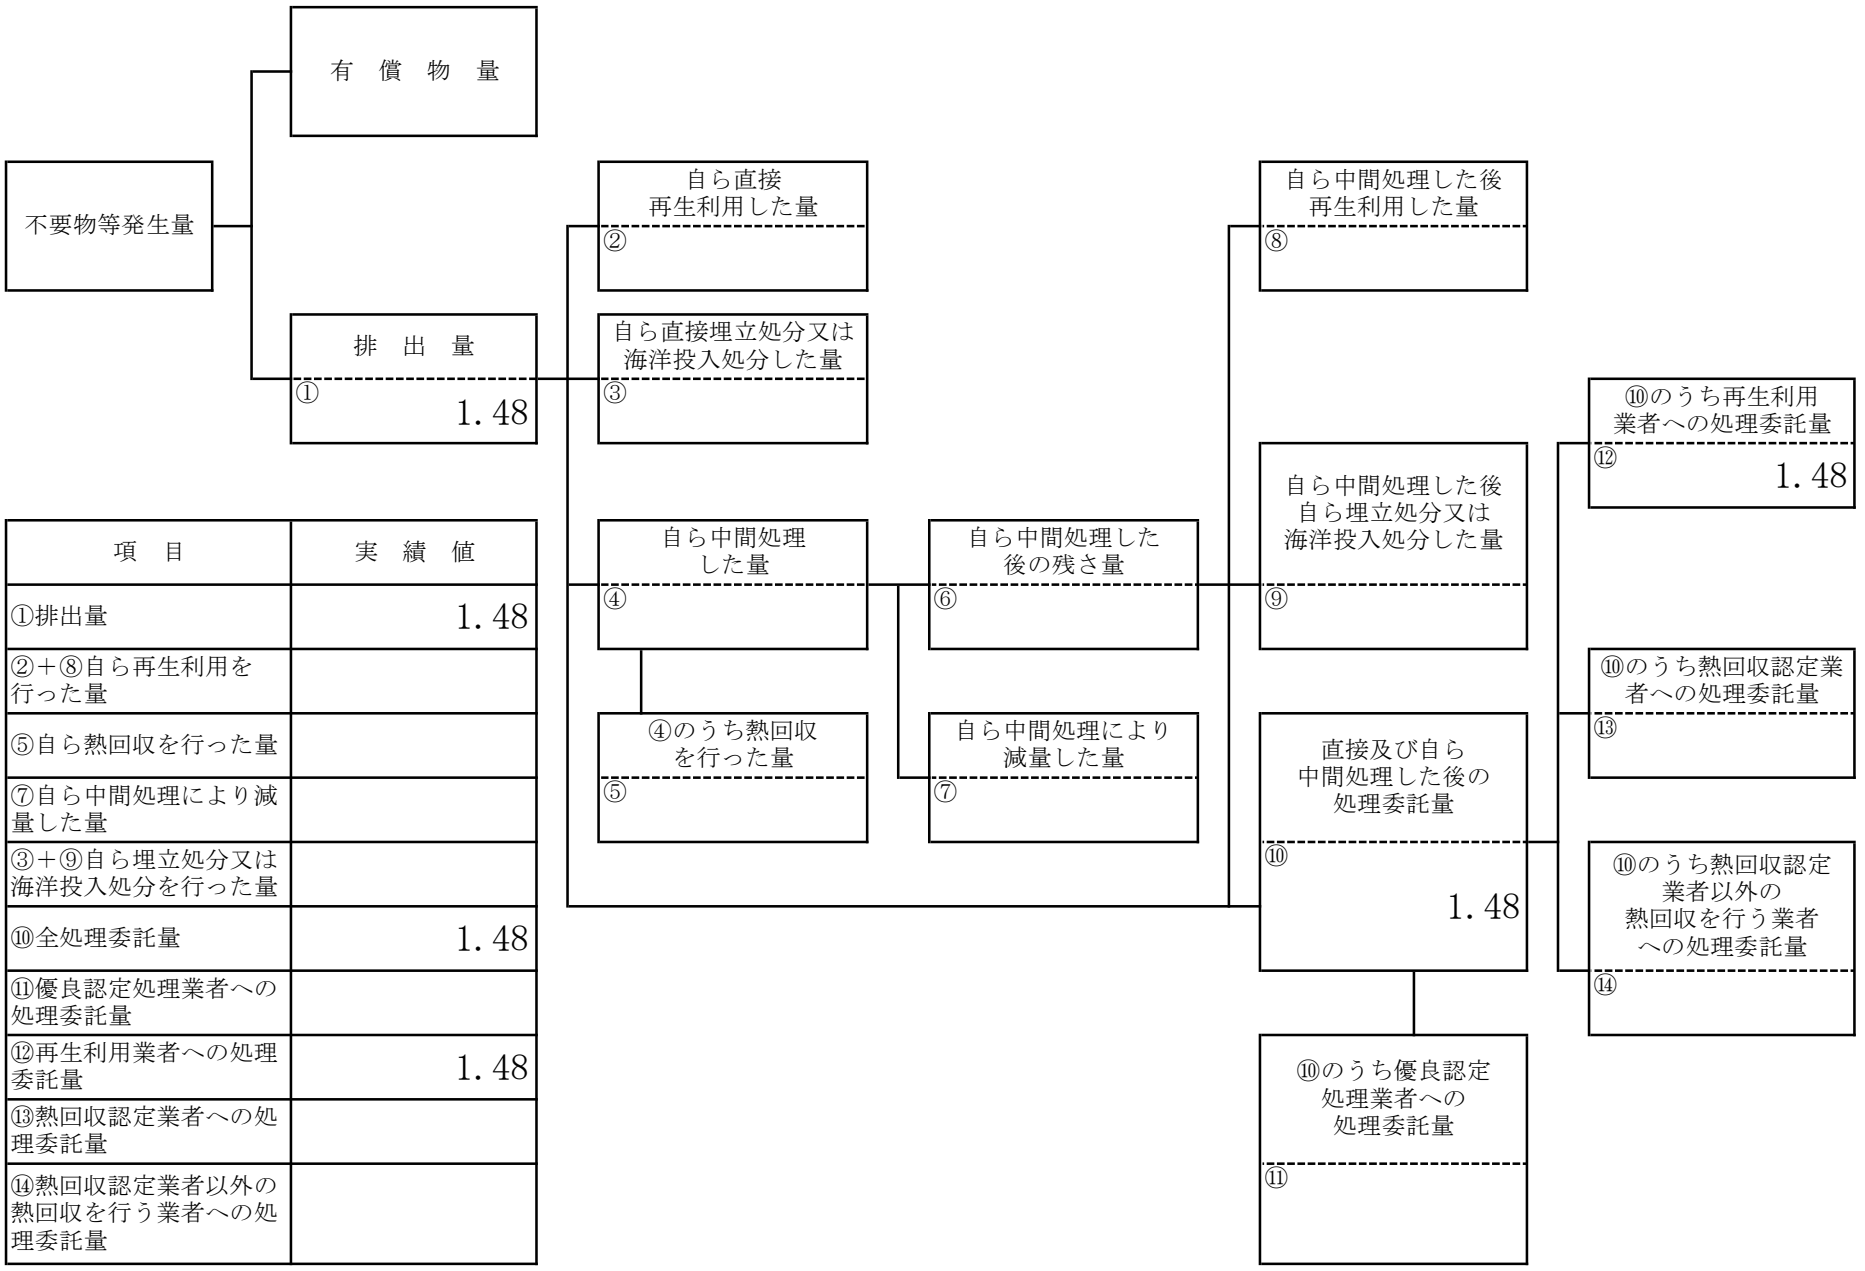 有 償 物 量
不要物等発生量
排 出 量
①
1.48
自ら直接
再生利用した量
②
自ら直接埋立処分又は
海洋投入処分した量
③
自ら中間処理
した量
④
④のうち熱回収
を行った量
⑤
自ら中間処理した
後の残さ量
⑥
自ら中間処理により
減量した量
⑦
自ら中間処理した後
再生利用した量
⑧
自ら中間処理した後
自ら埋立処分又は
海洋投入処分した量
⑨
直接及び自ら
中間処理した後の
処理委託量
⑩
1.48
⑩のうち優良認定
処理業者への
処理委託量
⑪
⑩のうち再生利用
業者への処理委託量
⑫
1.48
⑩のうち熱回収認定業
者への処理委託量
⑬
⑩のうち熱回収認定
業者以外の
熱回収を行う業者
への処理委託量
⑭
項 目 実 績 値
①排出量 1.48
②＋⑧自ら再生利用を
行った量
⑤自ら熱回収を行った量
⑦自ら中間処理により減
量した量
③＋⑨自ら埋立処分又は
海洋投入処分を行った量
⑩全処理委託量 1.48
⑪優良認定処理業者への
処理委託量
⑫再生利用業者への処理
委託量 1.48
⑬熱回収認定業者への処
理委託量
⑭熱回収認定業者以外の
熱回収を行う業者への処
理委託量